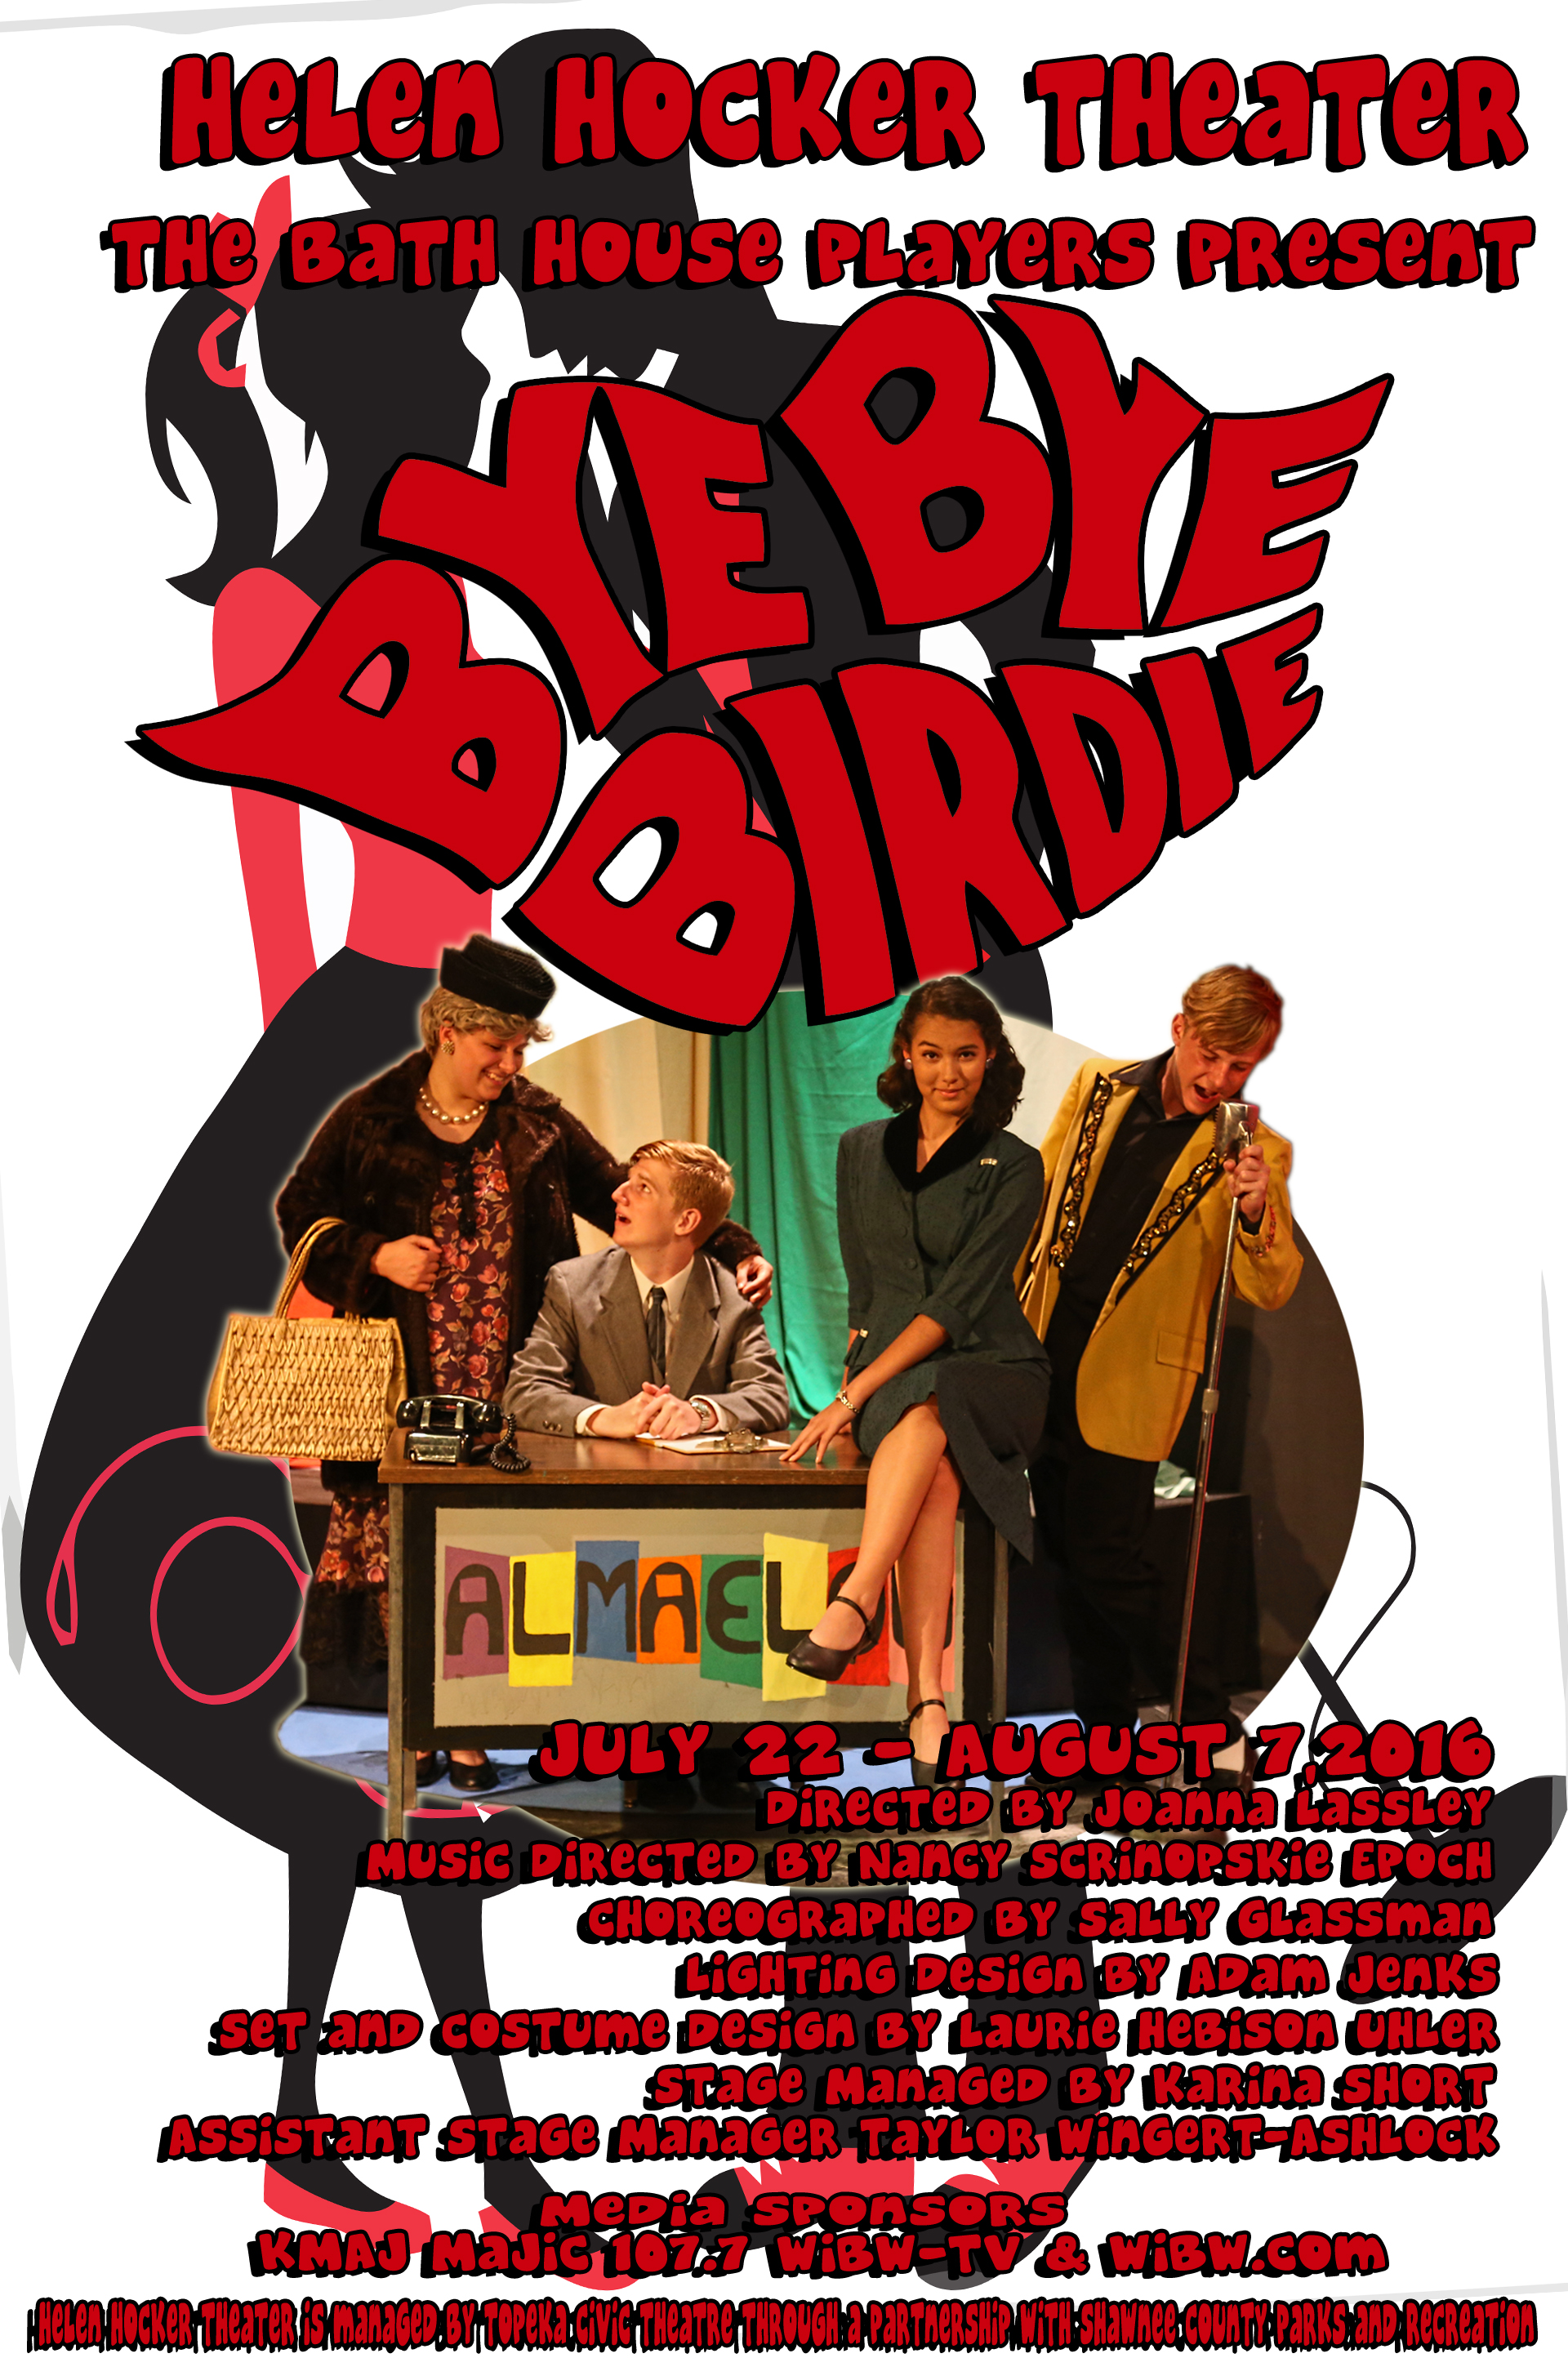 Helen Hocker Theater
The Bath House Players Present
BYE BYE
BIRDIE
ALMAELOU
July 22 - August 7,2016
Directed by Joanna Lassley
Music Directed by Nancy Scrinopskie Epoch
Choreographed by Sally Glassman
Lighting Design by Adam Jenks
Set and Costume Design by Laurie Hebison Uhler
Stage Managed by Karina Short
Assistant Stage Manager Taylor Wingert-Ashlock
Media Sponsors
KMAJ Majic 107.7 WIBW-TV & WIBW.com
Helen Hocker Theater is managed by Topeka Civic Theatre through a partnership with Shawnee County Parks and Recreation